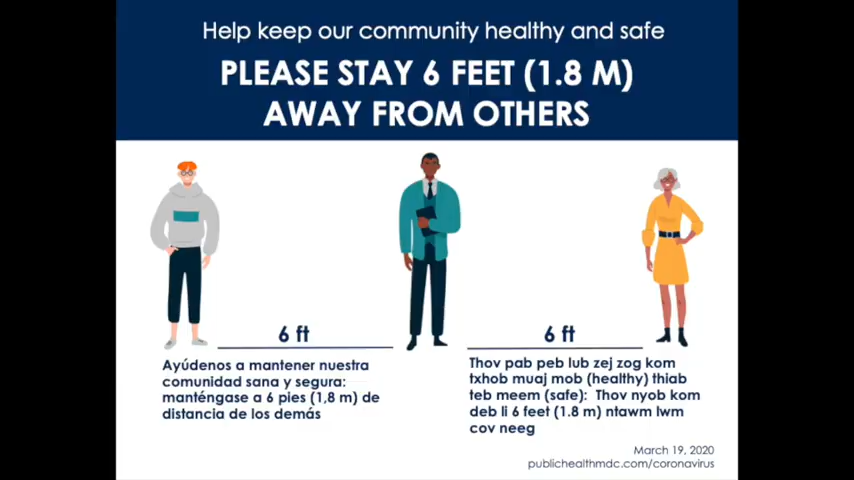 Help keep our community healthy and safe
PLEASE STAY 6 FEET (1.8 M)
AWAY FROM OTHERS
6 ft
6 ft
Ayúdenos a mantener nuestra
comunidad sana y segura:
manténgase a 6 pies (1,8 m) de
distancia de los demás
Thov pab peb lub zej zog kom
txhob muaj mob (healthy) thiab
teb meem (safe): Thov nyob kom
deb li 6 feet (1.8 m) ntawm lwm
cov neeg
March 19, 2020
publichealthmdc.com/coronavirus